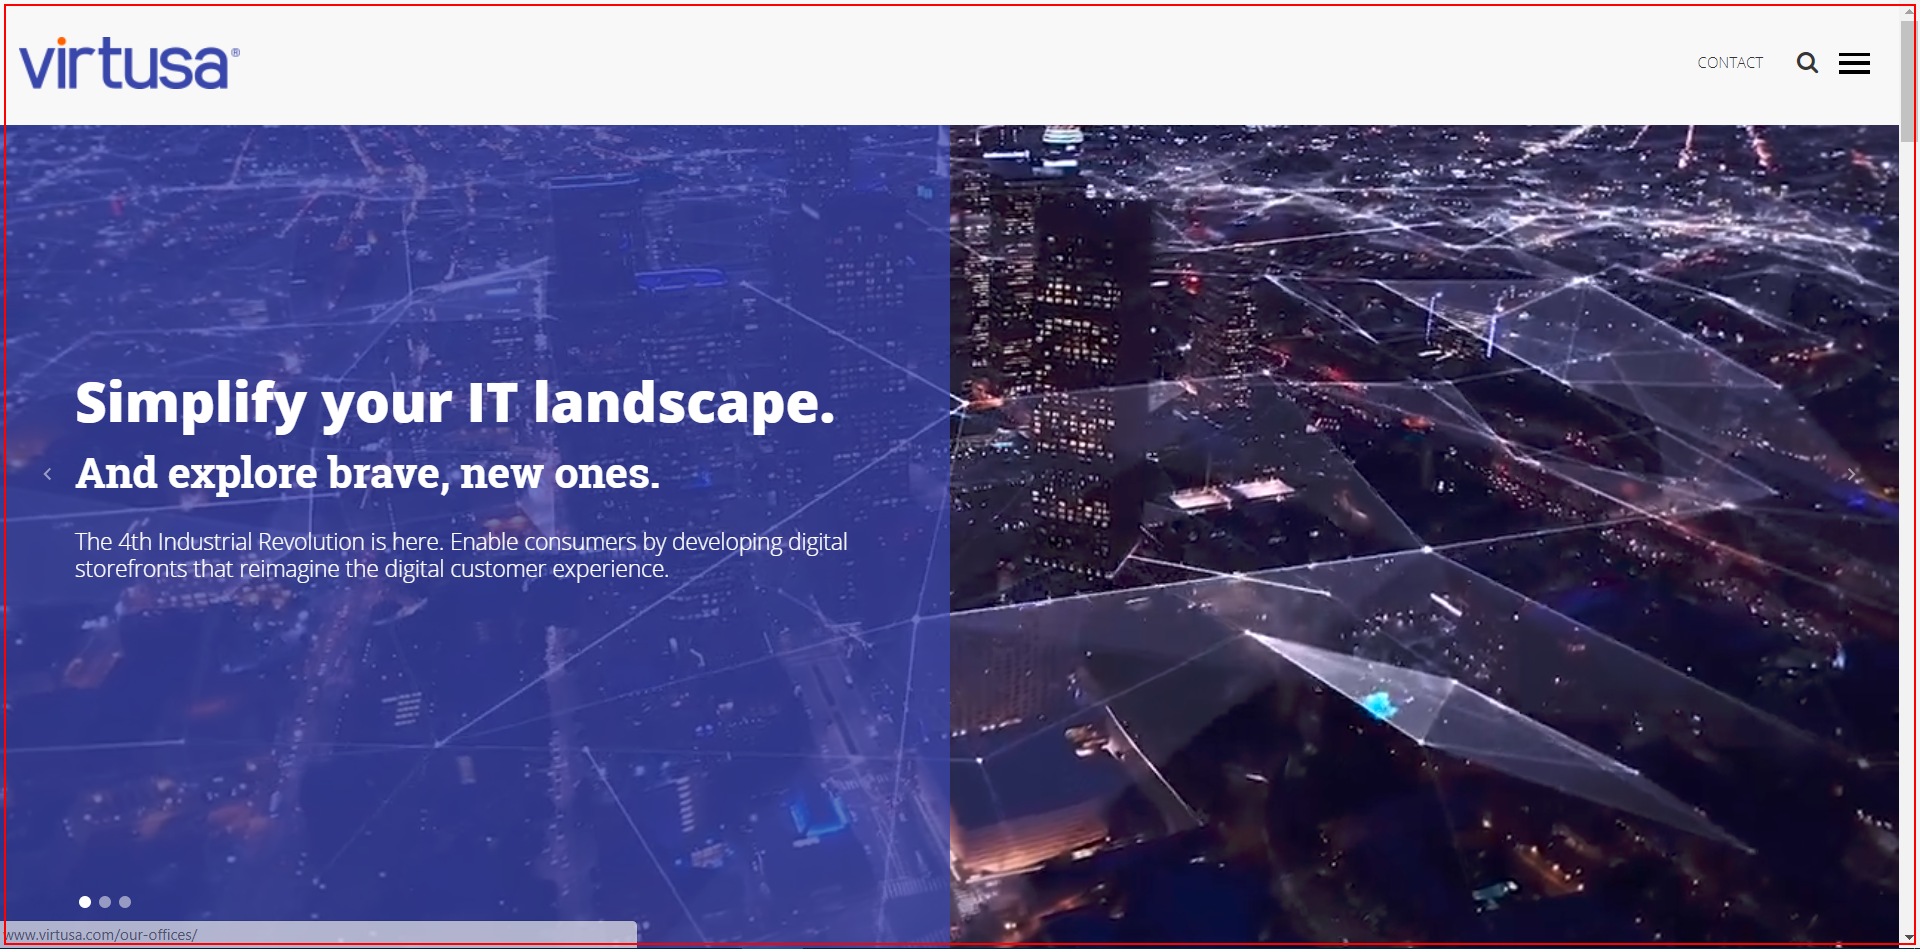 virtusa®
CONTACT
Simplify your IT landscape.
And explore brave, new ones.
The 4th Industrial Revolution is here. Enable consumers by developing digital
storefronts that reimagine the digital customer experience.
www.virtusa.com/our-offices/